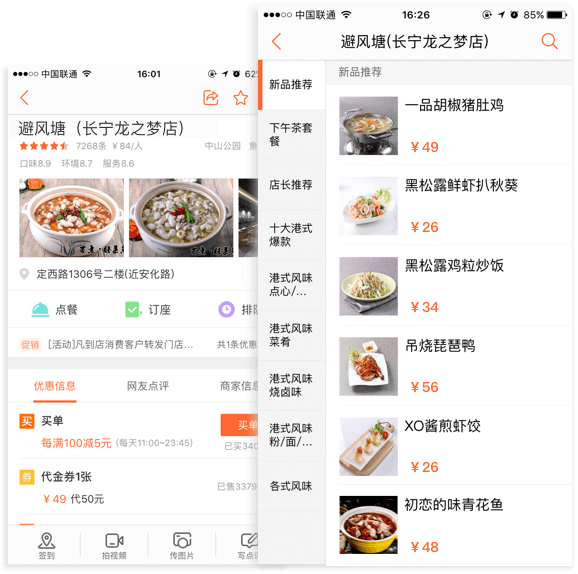 中国联通
16:01
62
避风塘（长宁龙之梦店）
7268条 ¥84/人
中山公园 鱼
口味8.9 环境8.7 服务8.6
定西路1306号二楼(近安化路)
点餐
订座
排队
促销 [活动]凡到店消费客户转发门店... 共1条优惠
优惠信息
网友点评
商家信息
买 买单
买单
每满100减5元 (每天11:00~23:45)
已买340
券 代金券1张
¥49 代50元
已售3379
签到
拍视频
传图片
写点评
中国联通
16:26
85%
避风塘(长宁龙之梦店)
新品推荐
下午茶套
餐
店长推荐
十大港式
爆款
港式风味
点心/...
港式风味
菜肴
港式风味
烧卤味
港式风味
粉/面/...
各式风味
新品推荐
一品胡椒猪肚鸡
¥49
黑松露鲜虾扒秋葵
¥26
黑松露鸡粒炒饭
¥34
吊烧琵琶鸭
¥56
XO酱煎虾饺
¥26
初恋的味青花鱼
¥48